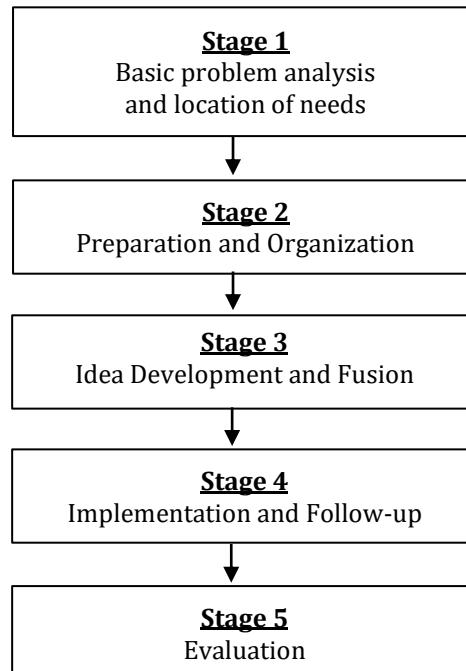 Stage 1
Basic problem analysis
and location of needs
Stage 2
Preparation and Organization
Stage 3
Idea Development and Fusion
Stage 4
Implementation and Follow-up
Stage 5
Evaluation